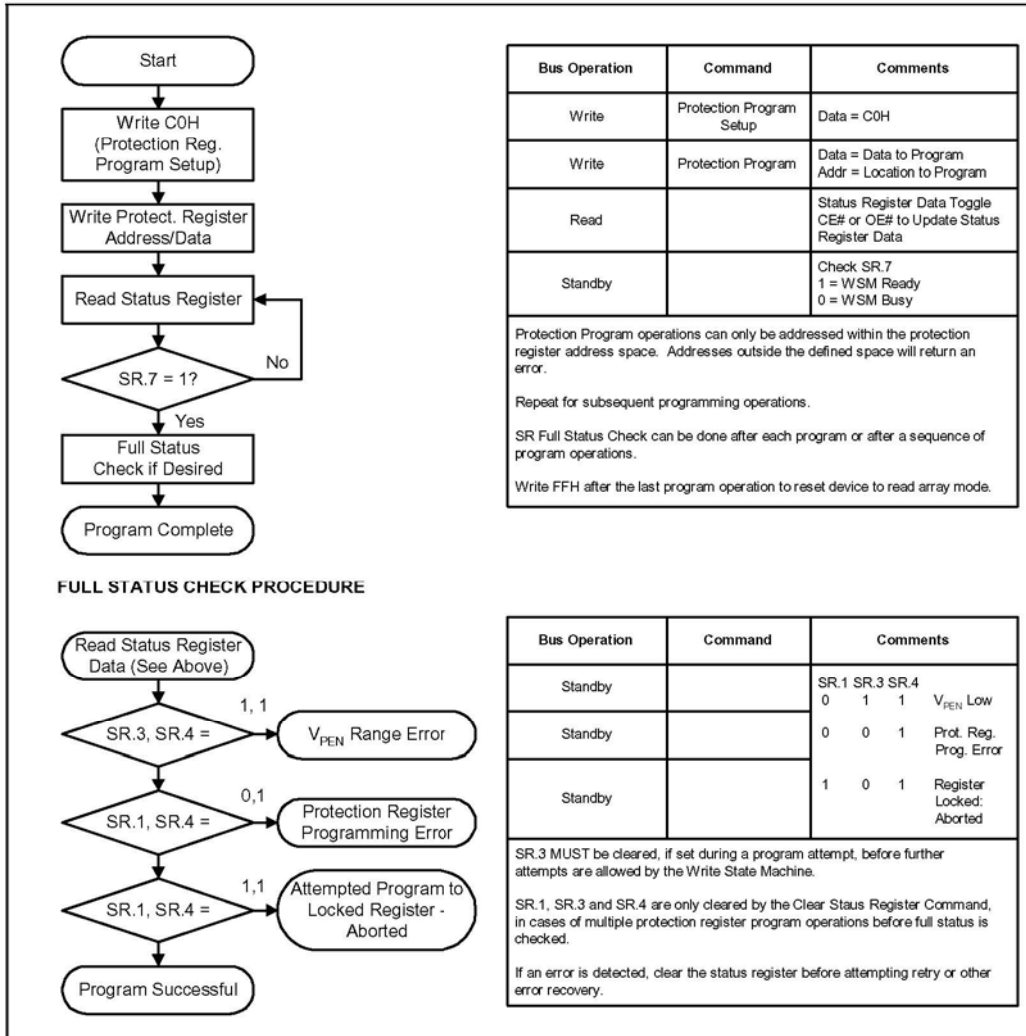 Start
Write C0H
(Protection Reg.
Program Setup)
Write Protect. Register
Address/Data
Read Status Register
No
SR.7 = 1?
Yes
Full Status
Check if Desired
Program Complete
Bus Operation Command Comments
Write Protection Program
Setup Data = C0H
Write Protection Program Data = Data to Program
Addr = Location to Program
Read Status Register Data Toggle
CE# or OE# to Update Status
Register Data
Standby Check SR.7
1 = WSM Ready
0 = WSM Busy
Protection Program operations can only be addressed within the protection
register address space. Addresses outside the defined space will return an
error.
Repeat for subsequent programming operations.
SR Full Status Check can be done after each program or after a sequence of
program operations.
Write FFH after the last program operation to reset device to read array mode.
FULL STATUS CHECK PROCEDURE
Read Status Register
Data (See Above)
1, 1
SR.3, SR.4 =
VPEN Range Error
0,1
SR.1, SR.4 =
Protection Register
Programming Error
1,1
SR.1, SR.4 =
Attempted Program to
Locked Register -
Aborted
Program Successful
Bus Operation Command Comments
Standby SR.1 SR.3 SR.4
0 1 1 VPEN Low
Standby 0 0 1 Prot. Reg.
Prog. Error
Standby 1 0 1 Register
Locked:
Aborted
SR.3 MUST be cleared, if set during a program attempt, before further
attempts are allowed by the Write State Machine.
SR.1, SR.3 and SR.4 are only cleared by the Clear Staus Register Command,
in cases of multiple protection register program operations before full status is
checked.
If an error is detected, clear the status register before attempting retry or other
error recovery.